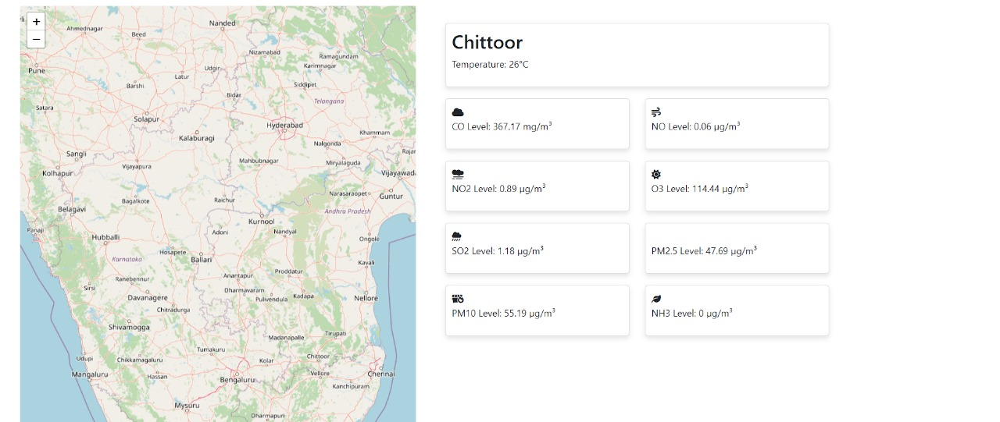 +
−
Ahmednagar
Beed
Nanded
Nizamabad
Ramagundam
Pune
Udgir
Karimnagar
Latur
Barshi
Siddipet
Bidar
Telangana
Satara
Solapur
Hyderabad
Kalaburagi
Khammam
Nalgonda
Sangli
Rajar
Mahbubnagar
Miryalaguda
Vijayapura
Kolhapur
Vijayawad
Narasaraopet
Guntur
Bagalkote
Raichur
Belagavi
Andhra Pradesh
Kurnool
Panaji
Adoni
Nandyal
Hubballi
Ongole
Hosapete
Karnataka
Ballari
Kavali
Proddatur
Ranebennur
Anantapur
Sirsi
Dharmavaram
Kadapa
Davanagere
Pulivendula
Nellore
Chitradurga
Shivamogga
Tirupati
Madanapalle
Tumakuru
Udupi
Chikkamagaluru
Kolar
Chittoor
Mangaluru
Hassan
Vellore
Chennai
Bengaluru
Kanchipuram
Mysuru
Dharmapuri
Chittoor
Temperature: 26°C
CO Level: 367.17 mg/m³
NO Level: 0.06 µg/m³
NO2 Level: 0.89 µg/m³
O3 Level: 114.44 µg/m³
SO2 Level: 1.18 µg/m³
PM2.5 Level: 47.69 µg/m³
PM10 Level: 55.19 µg/m³
NH3 Level: 0 µg/m³